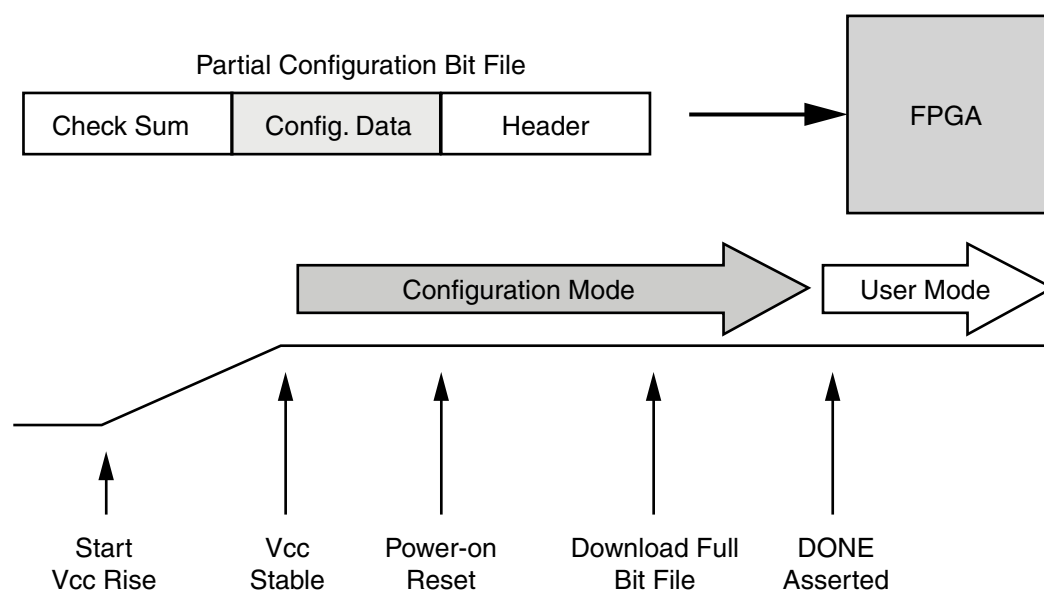 Partial Configuration Bit File
Check Sum
Config. Data
Header
FPGA
Configuration Mode
User Mode
Start
Vcc Rise
Vcc
Stable
Power-on
Reset
Download Full
Bit File
DONE
Asserted